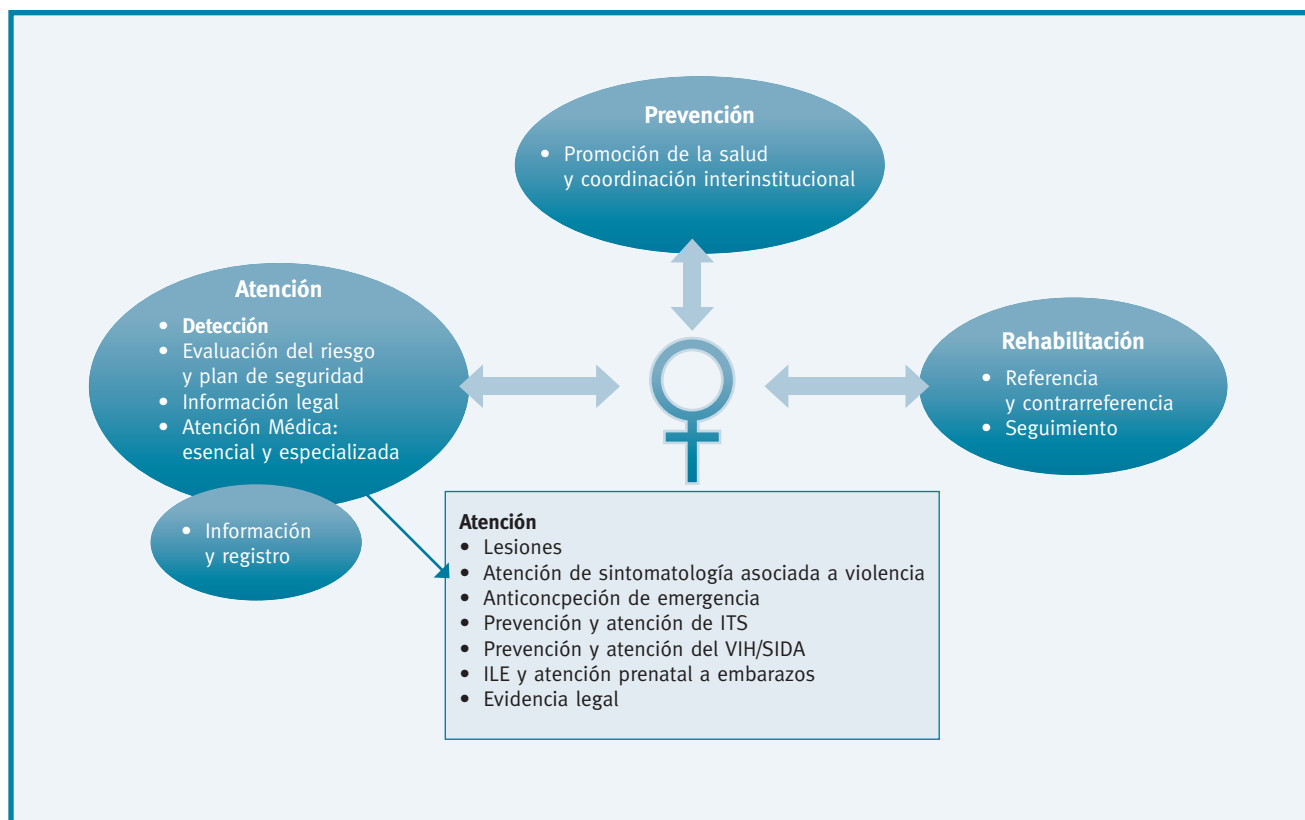 Prevención
• Promoción de la salud
y coordinación interinstitucional
Atención
• Detección
• Evaluación del riesgo
y plan de seguridad
• Información legal
• Atención Médica:
esencial y especializada
• Información
y registro
Rehabilitación
• Referencia
y contrarreferencia
• Seguimiento
Atención
• Lesiones
• Atención de sintomatología asociada a violencia
• Anticoncpeción de emergencia
• Prevención y atención de ITS
• Prevención y atención del VIH/SIDA
• ILE y atención prenatal a embarazos
• Evidencia legal